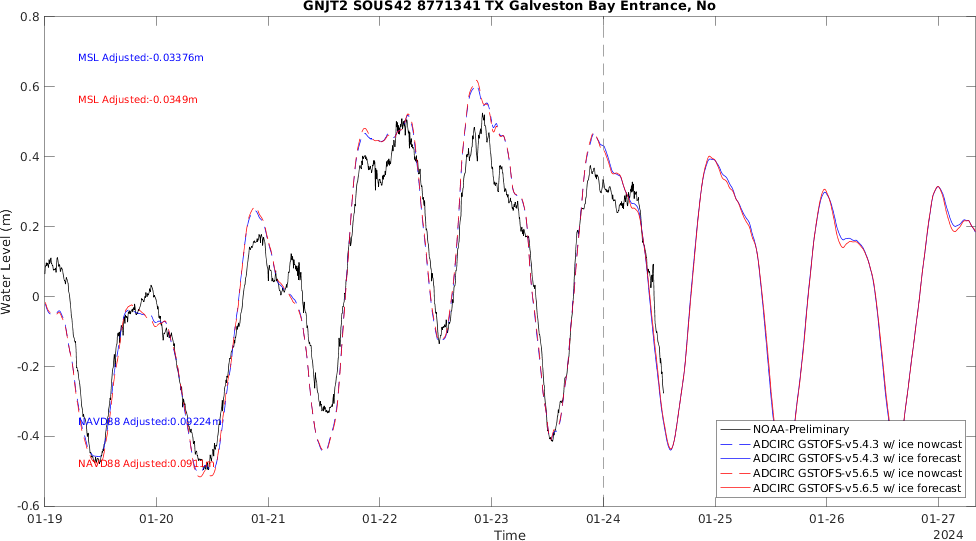 GNJT2 SOUS42 8771341 TX Galveston Bay Entrance, No
0.8
MSL Adjusted:-0.03376m
0.6
MSL Adjusted:-0.0349m
0.4
0.2
Water Level (m)
0
-0.2
NAVD88 Adjusted:0.09224m
-0.4
NAVD88
-0.6
NOAA-Preliminary
ADCIRC GSTOFS-v5.4.3 w/ ice nowcast
ADCIRC GSTOFS-v5.4.3 w/ ice forecast
ADCIRC GSTOFS-v5.6.5 w/ ice nowcast
ADCIRC GSTOFS-v5.6.5 w/ ice forecast
01-19 01-20 01-21 01-22 01-23 01-24 01-25 01-26 01-27
Time
2024